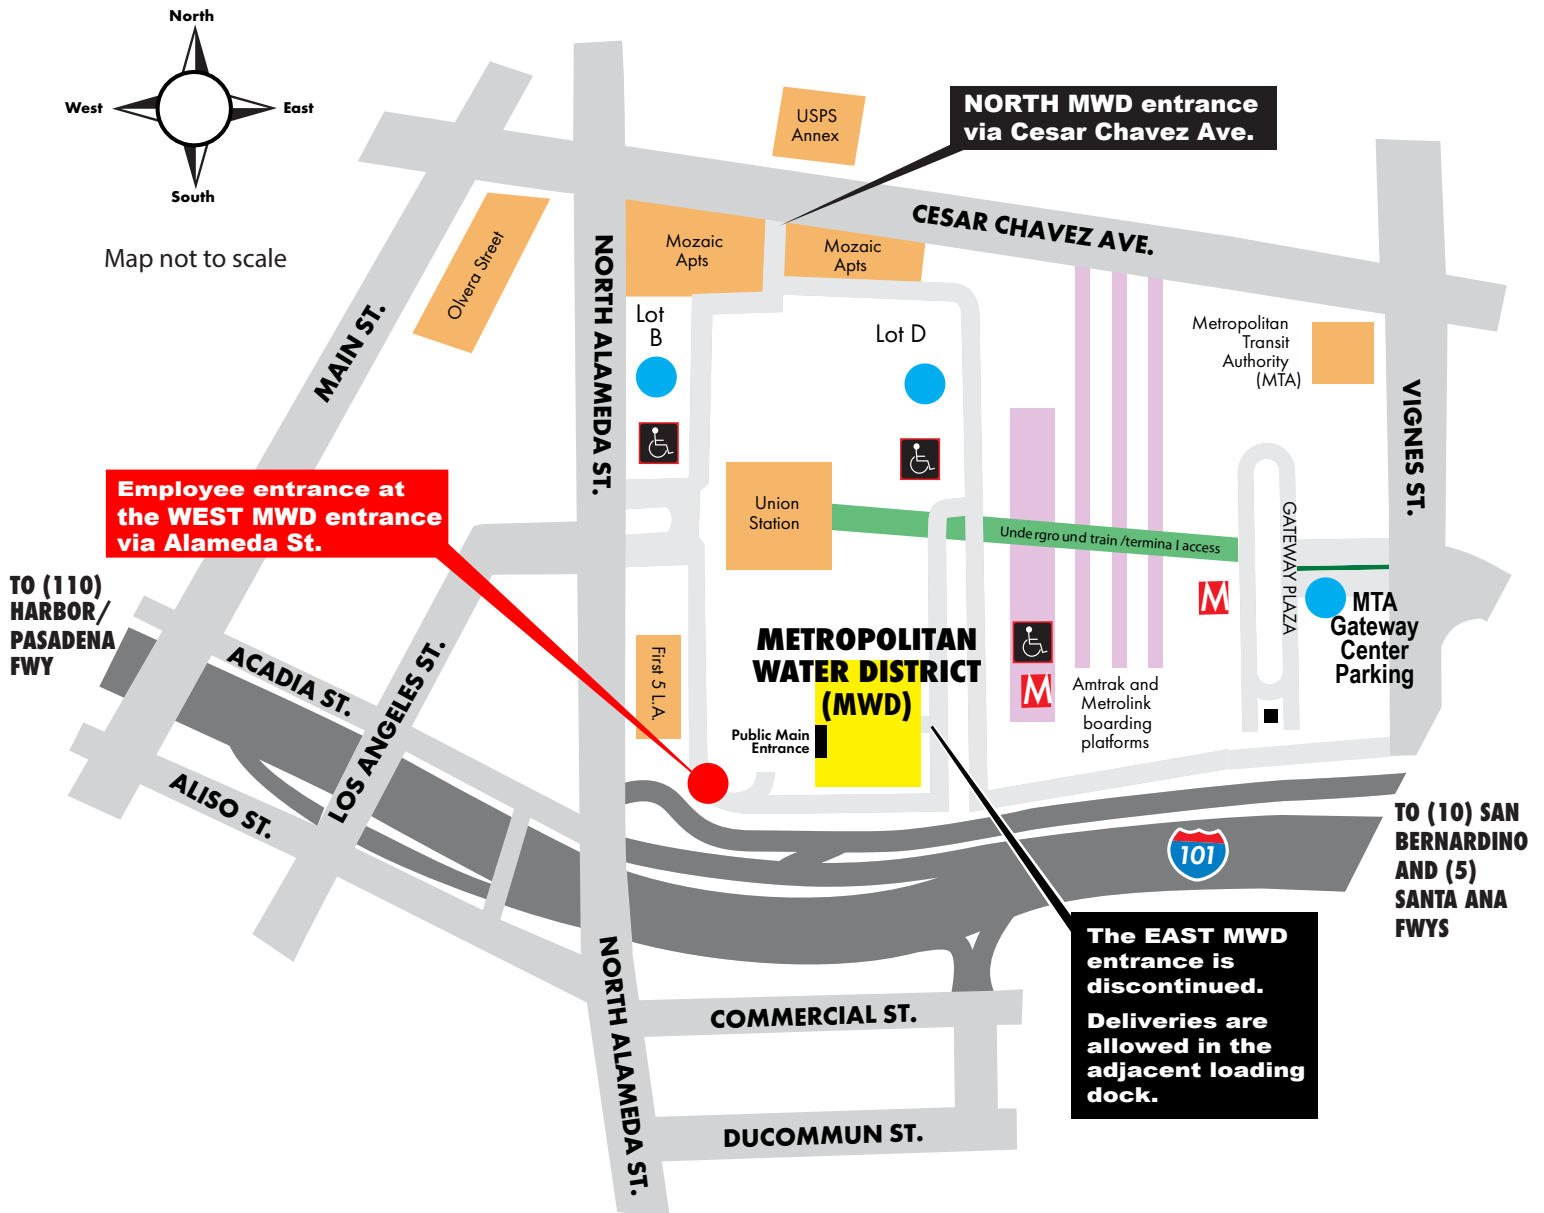 North
West
East
South
Map not to scale
USPS
Annex
NORTH MWD entrance
via Cesar Chavez Ave.
CESAR CHAVEZ AVE.
Mozaic
Apts
Mozaic
Apts
Olvera Street
MAIN ST.
NORTH ALAMEDA ST.
Lot
B
Lot D
Metropolitan
Transit
Authority
(MTA)
VIGNES ST.
Employee entrance at
the WEST MWD entrance
via Alameda St.
Union
Station
Underground train/terminal access
GATEWAY PLAZA
TO (110)
HARBOR/
PASADENA
FWY
ACADIA ST.
LOS ANGELES ST.
ALISO ST.
First 5 L.A.
METROPOLITAN
WATER DISTRICT
(MWD)
Public Main
Entrance
M
M
Amtrak and
Metrolink
boarding
platforms
MTA
Gateway
Center
Parking
101
TO (10) SAN
BERNARDINO
AND (5)
SANTA ANA
FWYS
The EAST MWD
entrance is
discontinued.
Deliveries are
allowed in the
adjacent loading
dock.
NORTH ALAMEDA ST.
COMMERCIAL ST.
DUCOMMUN ST.